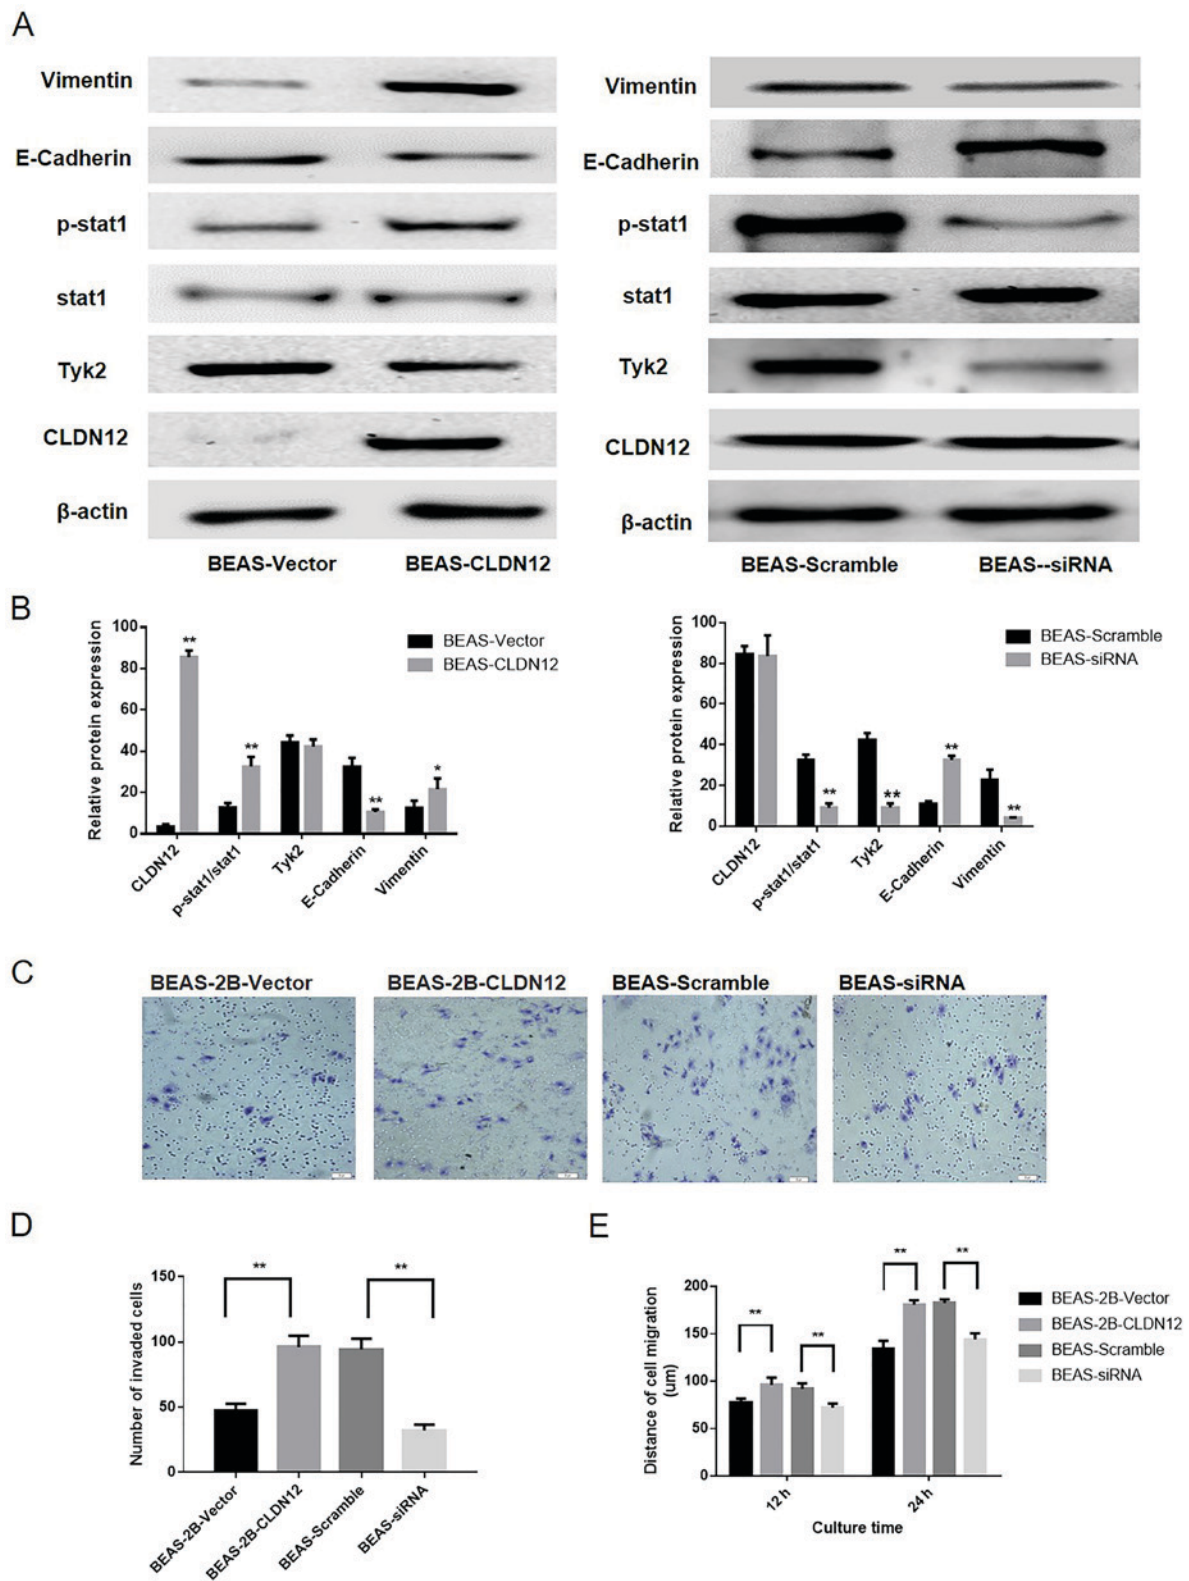 A
Vimentin
E-Cadherin
p-stat1
stat1
Tyk2
CLDN12
β-actin
BEAS-Vector BEAS-CLDN12
Vimentin
E-Cadherin
p-stat1
stat1
Tyk2
CLDN12
β-actin
BEAS-Scramble BEAS--siRNA
B
Relative protein expression
100
80
60
40
20
0
** ** ** *
BEAS-Vector
BEAS-CLDN12
CLDN12 p-stat1/stat1 Tyk2 E-Cadherin Vimentin
Relative protein expression
100
80
60
40
20
0
** ** ** **
BEAS-Scramble
BEAS-siRNA
CLDN12 p-stat1/stat1 Tyk2 E-Cadherin Vimentin
C
BEAS-2B-Vector BEAS-2B-CLDN12 BEAS-Scramble BEAS-siRNA
D
Number of invaded cells
150
100
50
0
** **
BEAS-2B-Vector BEAS-2B-CLDN12 BEAS-Scramble BEAS-siRNA
E
Distance of cell migration
(um)
200
150
100
50
0
** ** ** **
BEAS-2B-Vector
BEAS-2B-CLDN12
BEAS-Scramble
BEAS-siRNA
12 h 24 h
Culture time